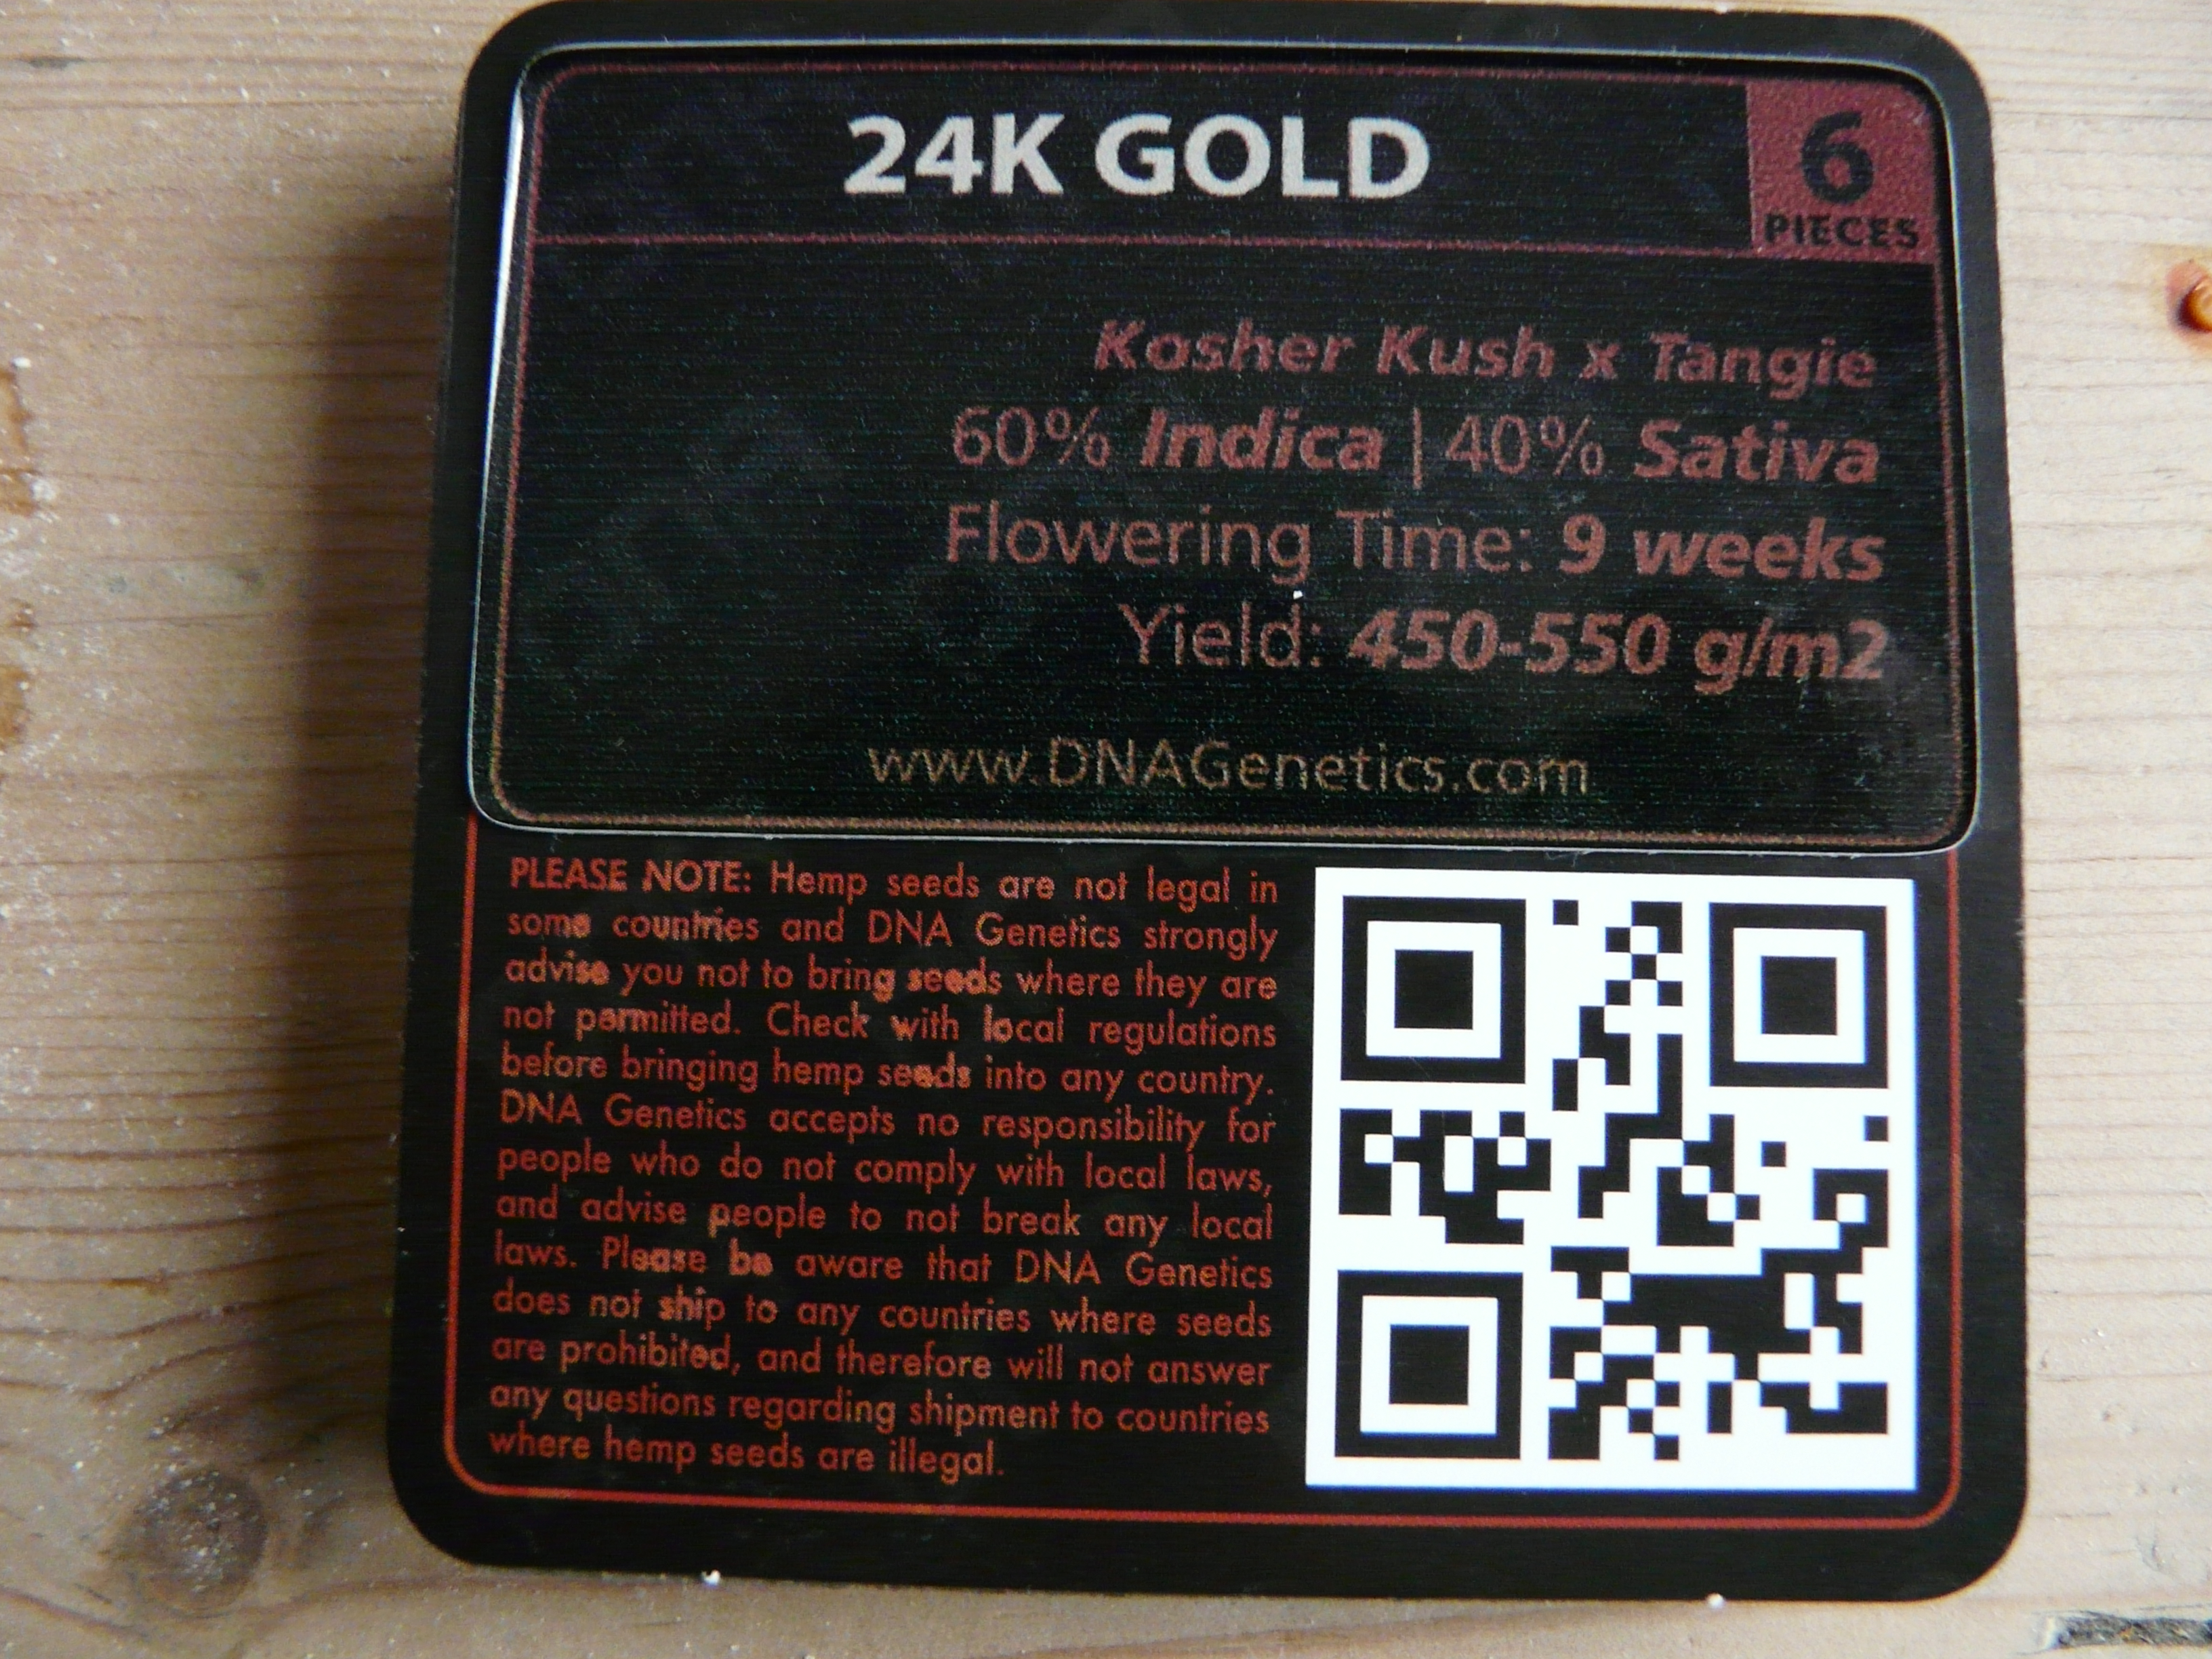 24K GOLD
6
PIECES
Kosher Kush x Tangie
60% Indica | 40% Sativa
Flowering Time: 9 weeks
Yield: 450-550 g/m2
www.DNAGenetics.com
PLEASE NOTE: Hemp seeds are not legal in
some countries and DNA Genetics strongly
advise you not to bring seeds where they are
not permitted. Check with local regulations
before bringing hemp seeds into any country.
DNA Genetics accepts no responsibility for
people who do not comply with local laws,
and advise people to not break any local
laws. Please be aware that DNA Genetics
does not ship to any countries where seeds
are prohibited, and therefore will not answer
any questions regarding shipment to countries
where hemp seeds are illegal.